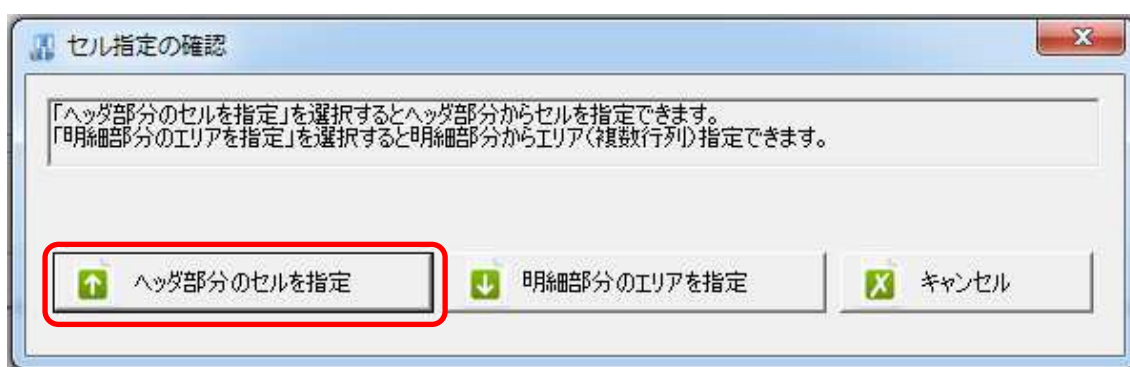 セル指定の確認
「ヘッダ部分のセルを指定」を選択するとヘッダ部分からセルを指定できます。
「明細部分のエリアを指定」を選択すると明細部分からエリア(複数行列)指定できます。
ヘッダ部分のセルを指定
明細部分のエリアを指定
キャンセル